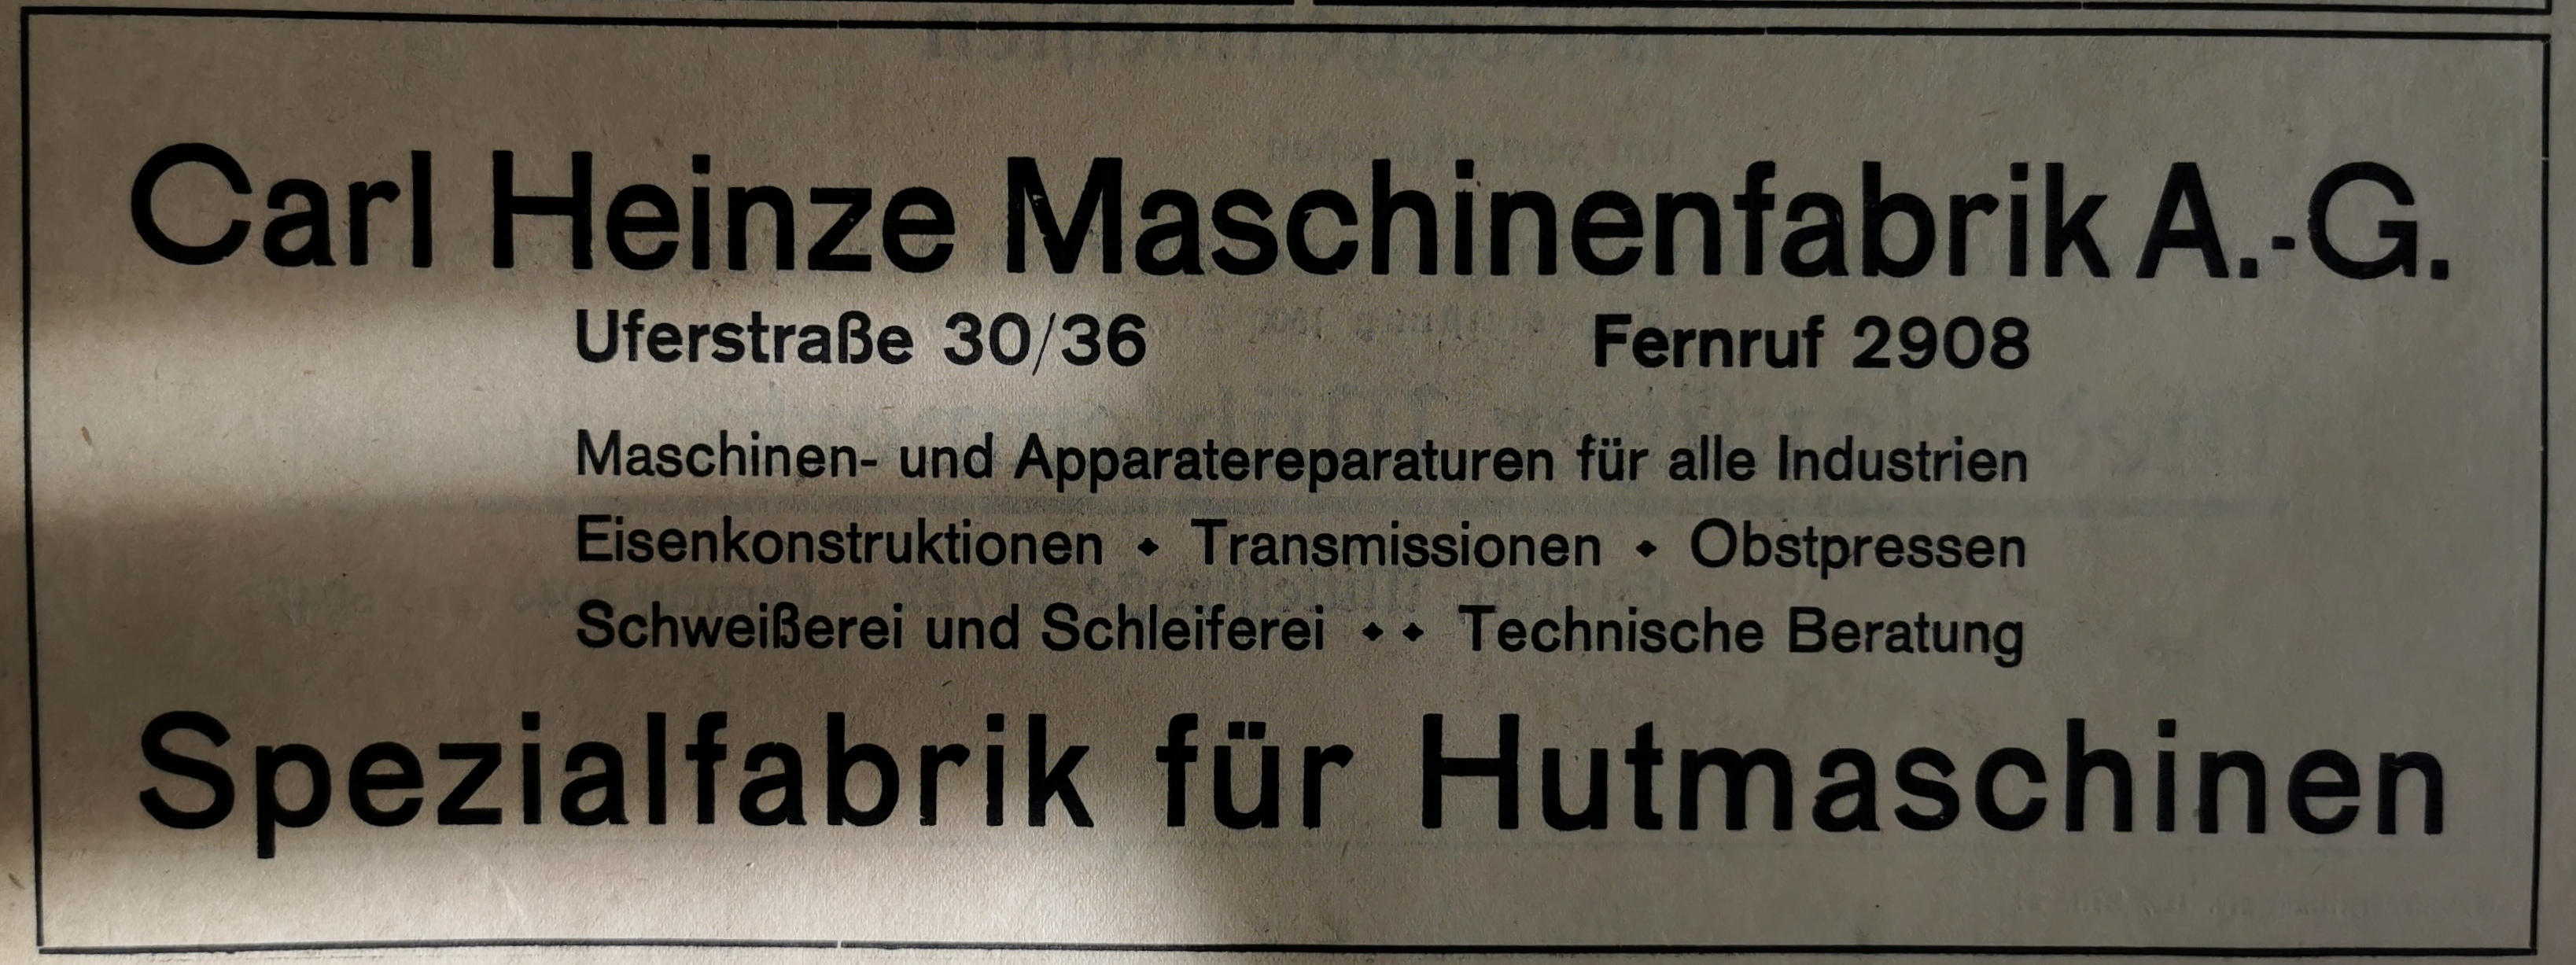 Carl Heinze Maschinenfabrik A.-G.
Uferstraße 30/36 Fernruf 2908
Maschinen- und Apparatereparaturen für alle Industrien
Eisenkonstruktionen ✦ Transmissionen ✦ Obstpressen
Schweißerei und Schleiferei ✦ ✦ Technische Beratung
Spezialfabrik für Hutmaschinen